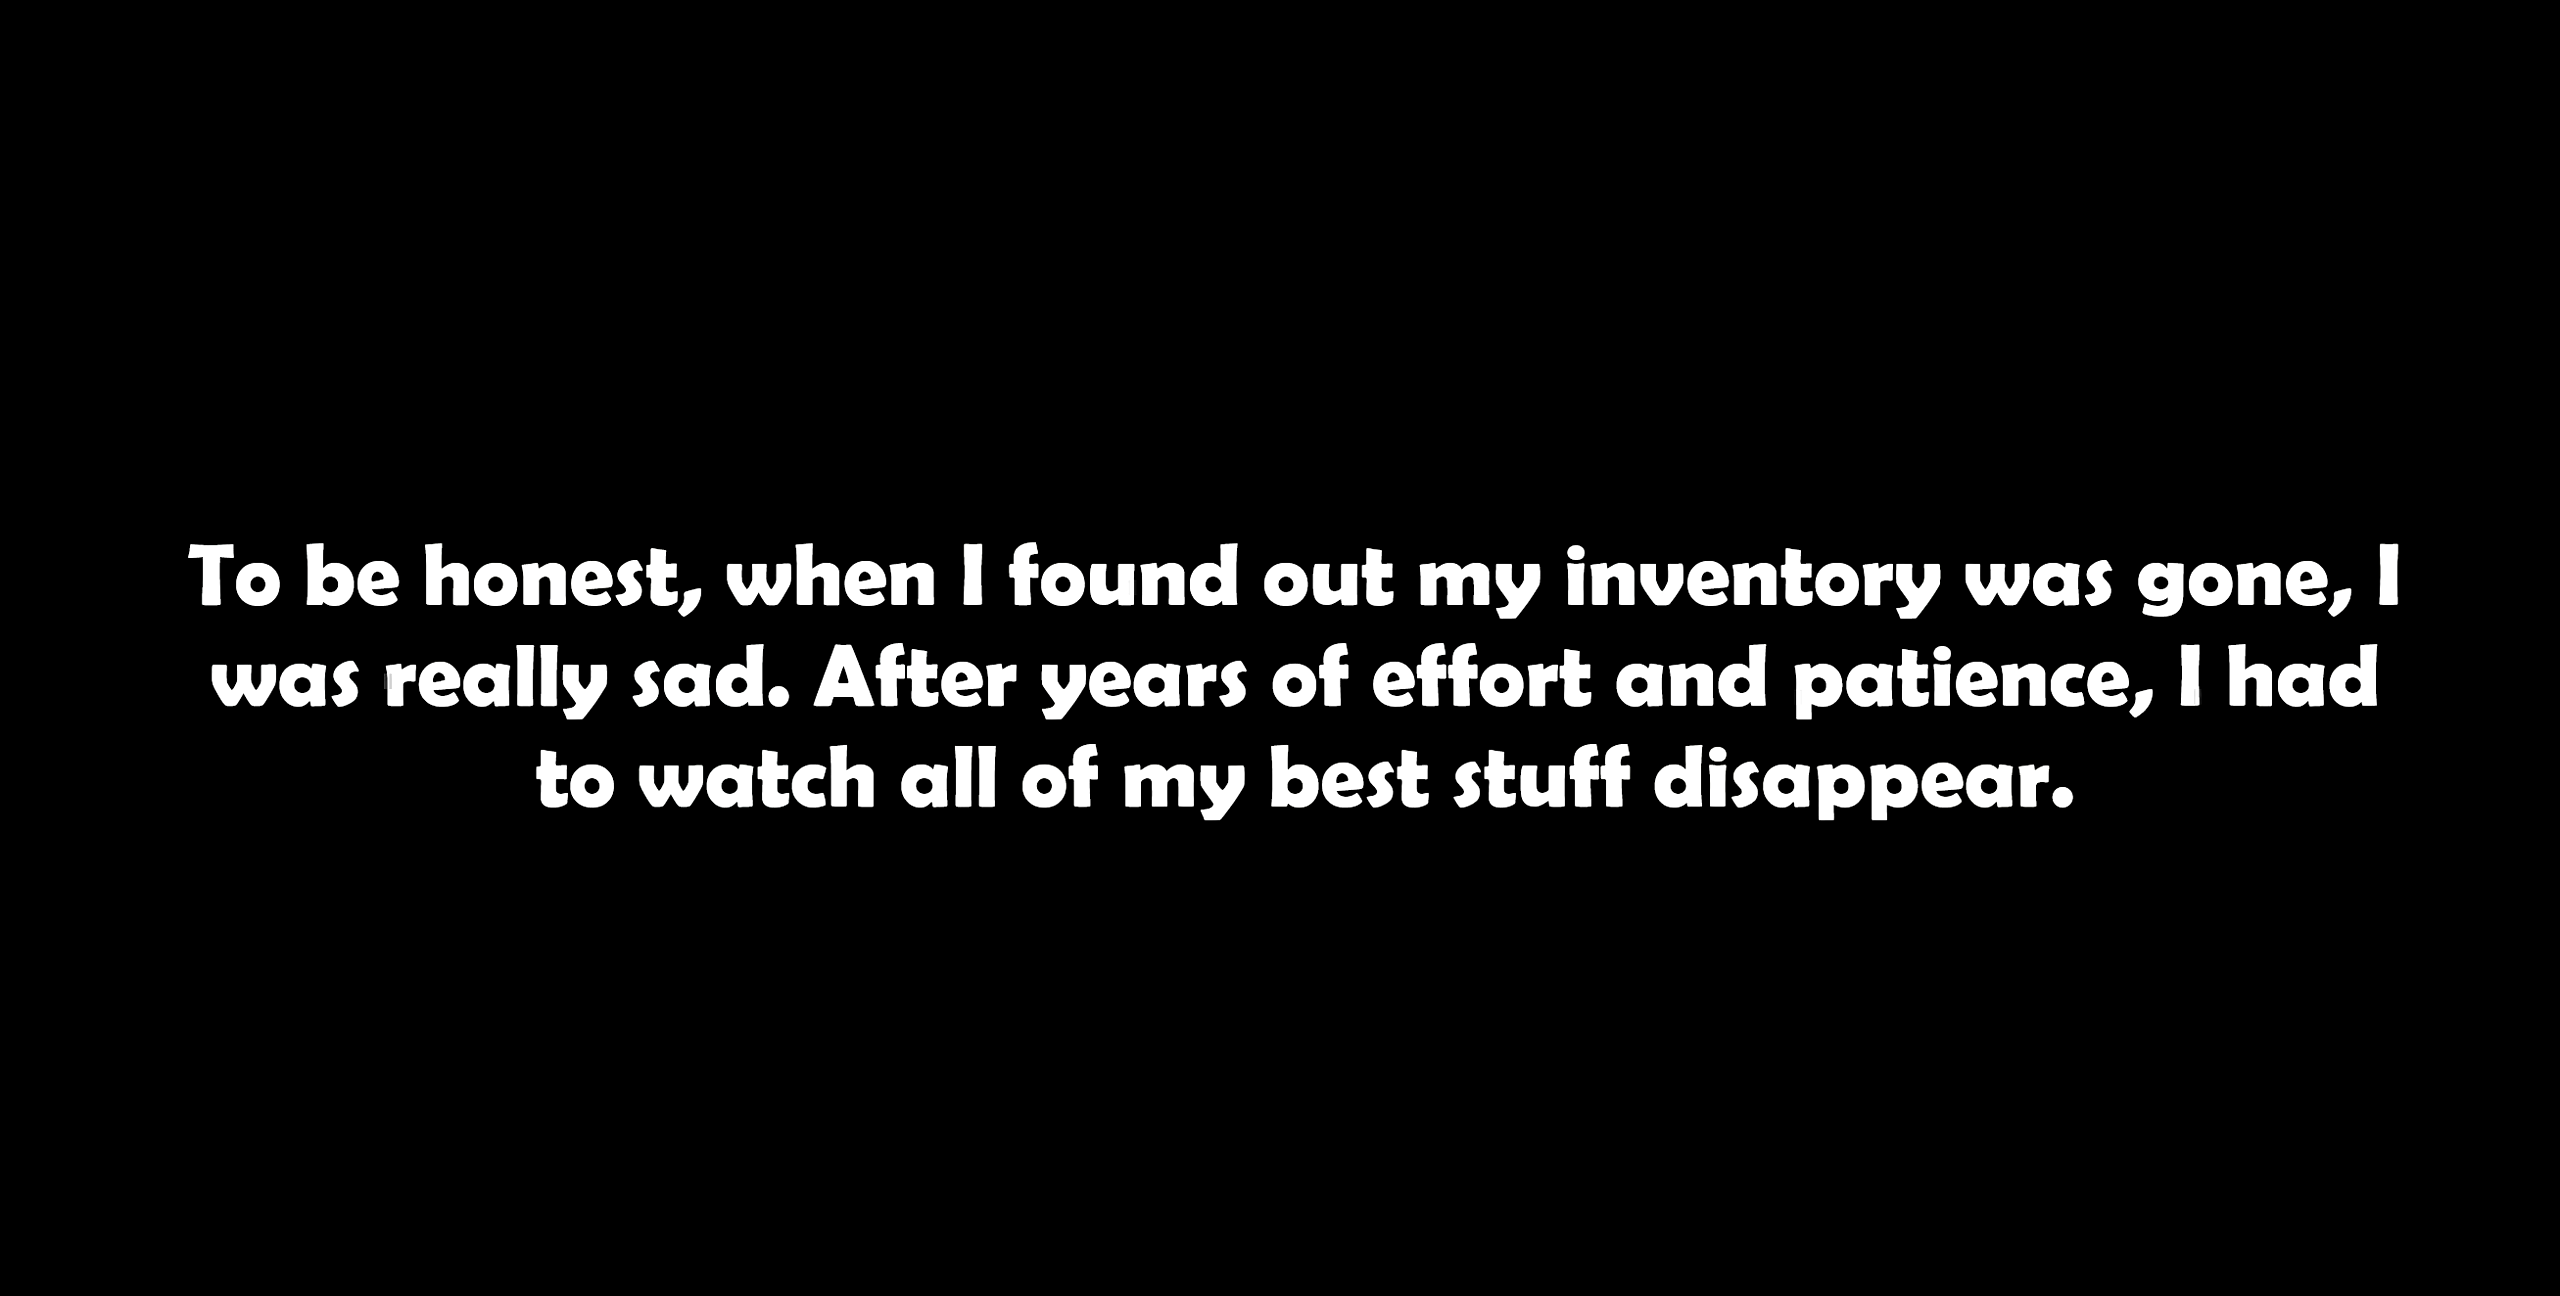 To be honest, when I found out my inventory was gone, I
was really sad. After years of effort and patience, I had
to watch all of my best stuff disappear.